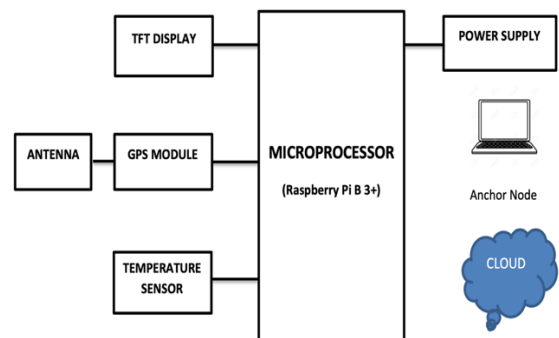 TFT DISPLAY
POWER SUPPLY
ANTENNA
GPS MODULE
MICROPROCESSOR
(Raspberry Pi B 3+)
Anchor Node
TEMPERATURE
SENSOR
CLOUD